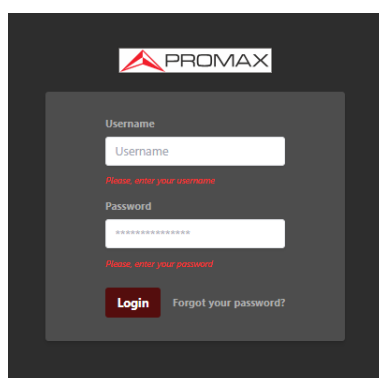 PROMAX
Username
Username
Please, enter your username
Password
***************
Please, enter your password
Login Forgot your password?